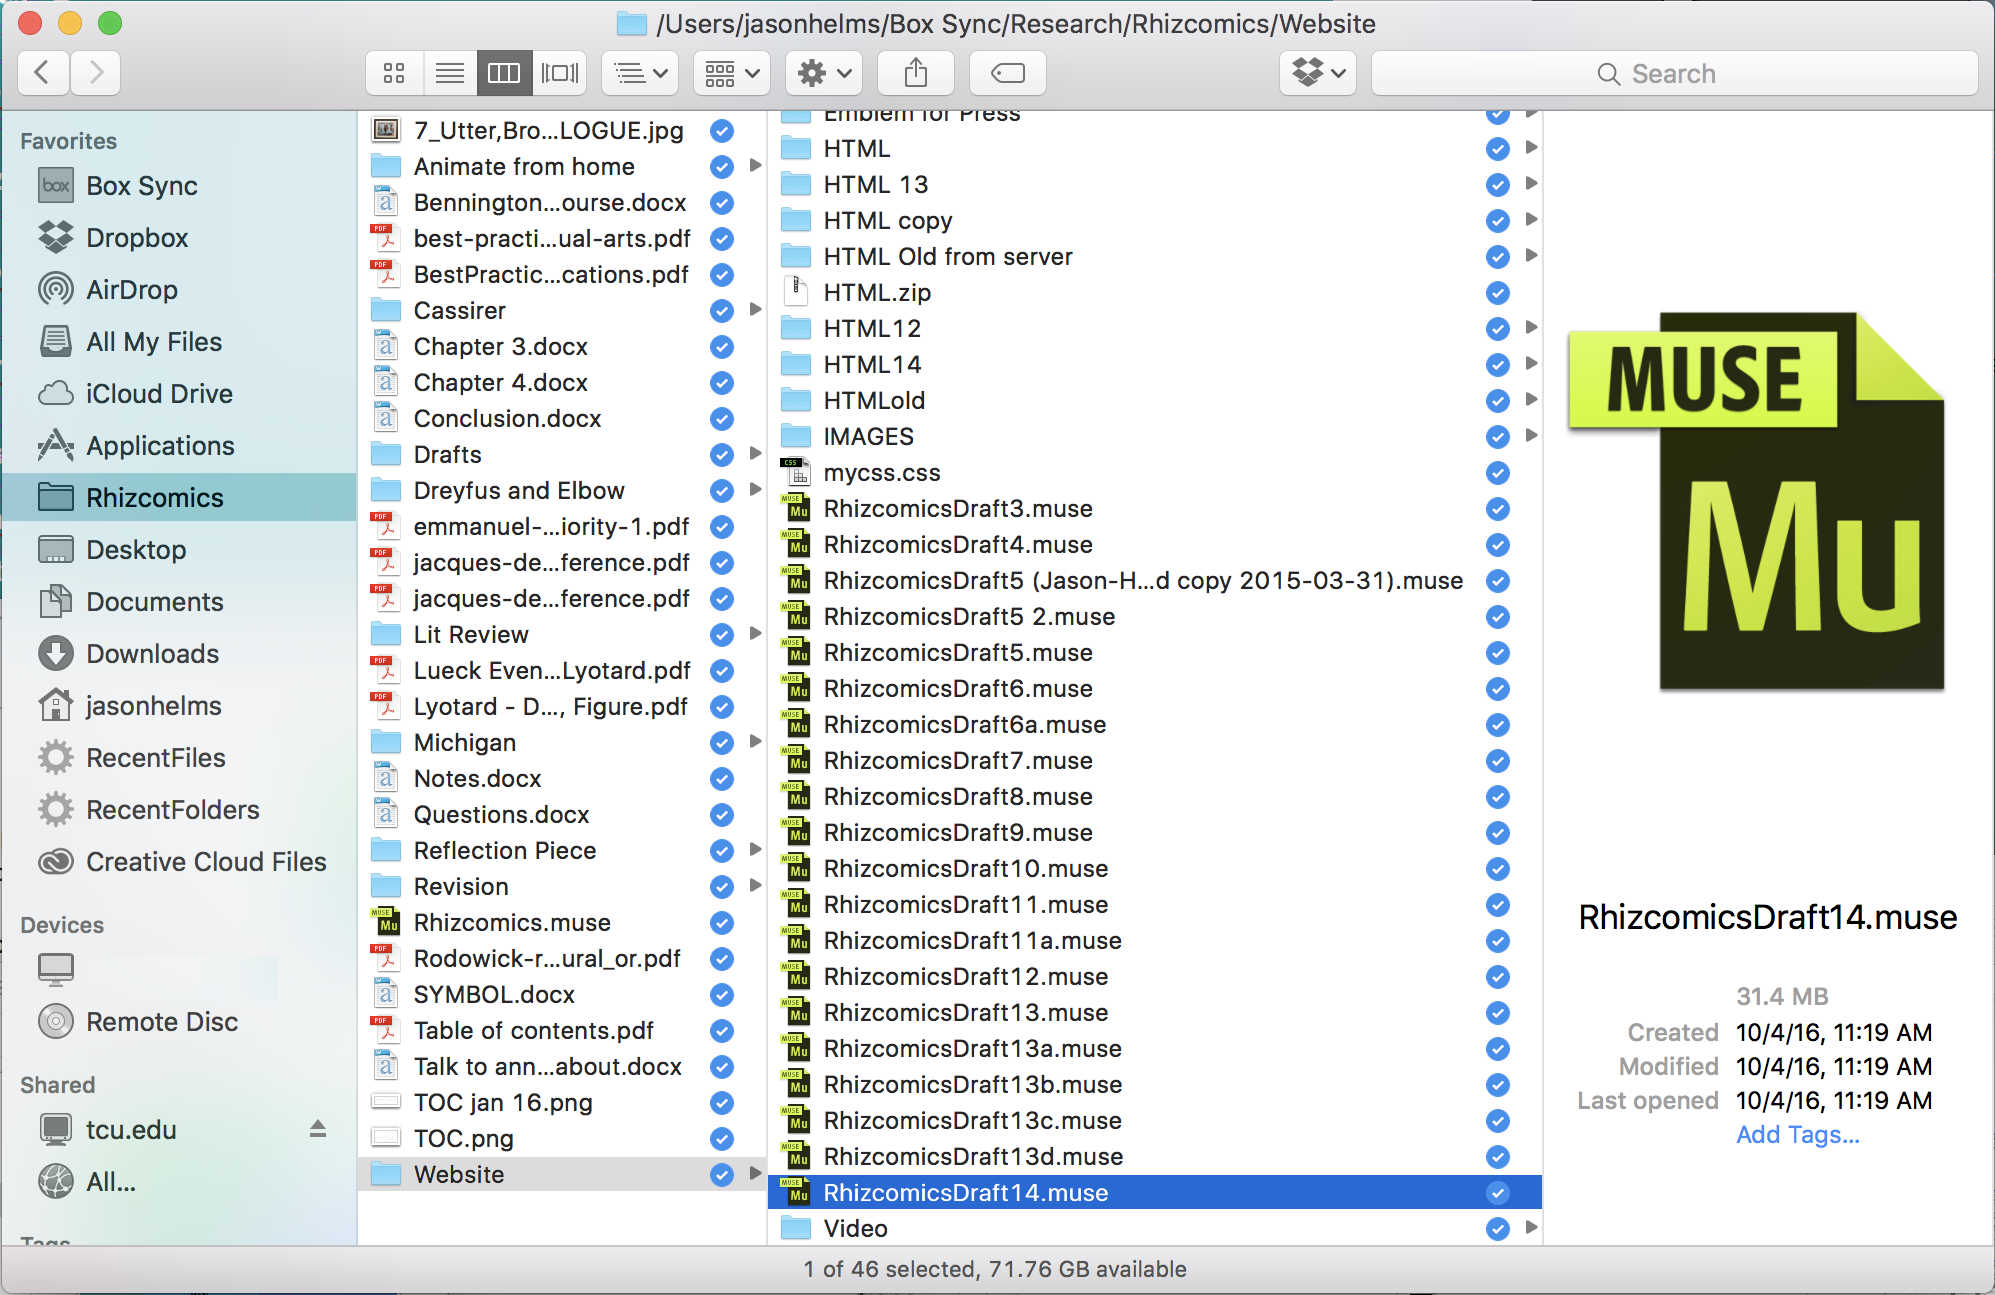 /Users/jasonhelms/Box Sync/Research/Rhizcomics/Website
Search
Favorites
box Box Sync
Dropbox
AirDrop
All My Files
iCloud Drive
Applications
Rhizcomics
Desktop
Documents
Downloads
jasonhelms
RecentFiles
RecentFolders
Creative Cloud Files
Devices
Remote Disc
Shared
tcu.edu
All...
Tags
7_Utter,Bro...LOGUE.jpg
Animate from home
Bennington...ourse.docx
best-practi...ual-arts.pdf
BestPractic...cations.pdf
Cassirer
Chapter 3.docx
Chapter 4.docx
Conclusion.docx
Drafts
Dreyfus and Elbow
emmanuel-...iority-1.pdf
jacques-de...ference.pdf
jacques-de...ference.pdf
Lit Review
Lueck Even...Lyotard.pdf
Lyotard - D..., Figure.pdf
Michigan
Notes.docx
Questions.docx
Reflection Piece
Revision
Rhizcomics.muse
Rodowick-r...ural_or.pdf
SYMBOL.docx
Table of contents.pdf
Talk to ann...about.docx
TOC jan 16.png
TOC.png
Website
Emblem for Press
HTML
HTML 13
HTML copy
HTML Old from server
HTML.zip
HTML12
HTML14
HTMLold
IMAGES
mycss.css
RhizcomicsDraft3.muse
RhizcomicsDraft4.muse
RhizcomicsDraft5 (Jason-H...d copy 2015-03-31).muse
RhizcomicsDraft5 2.muse
RhizcomicsDraft5.muse
RhizcomicsDraft6.muse
RhizcomicsDraft6a.muse
RhizcomicsDraft7.muse
RhizcomicsDraft8.muse
RhizcomicsDraft9.muse
RhizcomicsDraft10.muse
RhizcomicsDraft11.muse
RhizcomicsDraft11a.muse
RhizcomicsDraft12.muse
RhizcomicsDraft13.muse
RhizcomicsDraft13a.muse
RhizcomicsDraft13b.muse
RhizcomicsDraft13c.muse
RhizcomicsDraft13d.muse
RhizcomicsDraft14.muse
Video
MUSE
Mu
RhizcomicsDraft14.muse
31.4 MB
Created 10/4/16, 11:19 AM
Modified 10/4/16, 11:19 AM
Last opened 10/4/16, 11:19 AM
Add Tags...
1 of 46 selected, 71.76 GB available